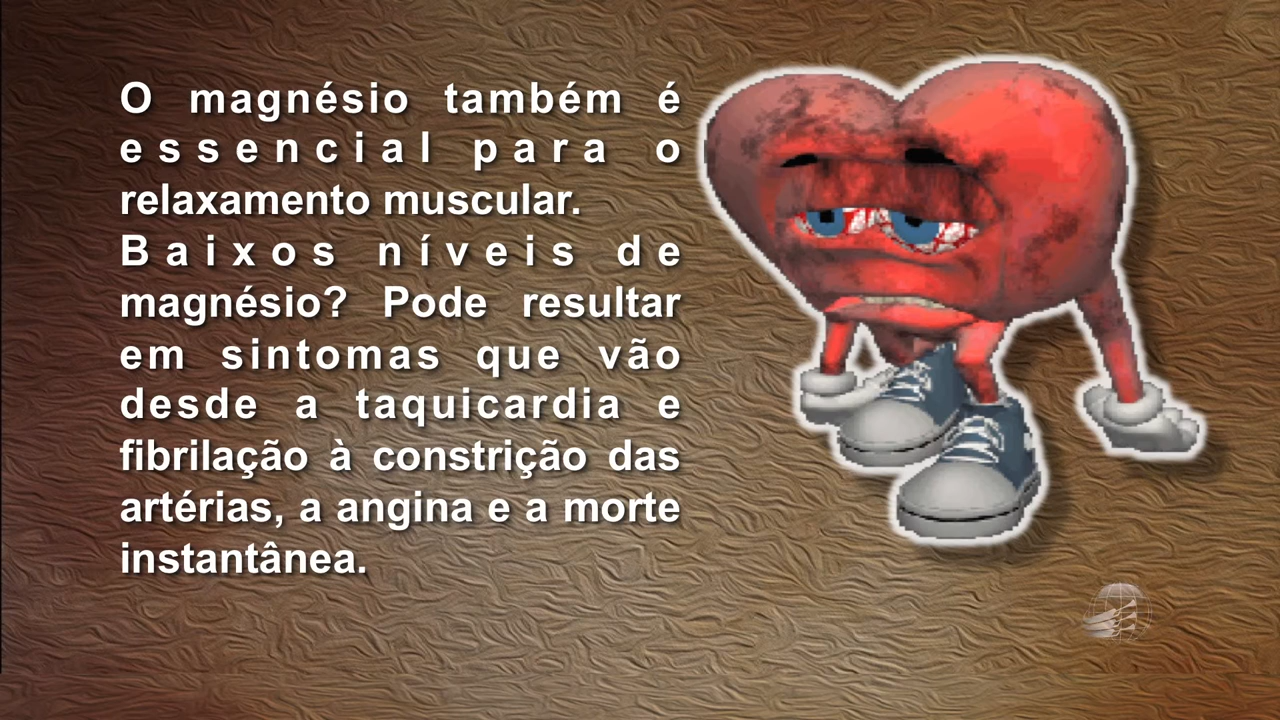 O magnésio também é
essencial para o
relaxamento muscular.
Baixos níveis de
magnésio? Pode resultar
em sintomas que vão
desde a taquicardia e
fibrilação à constrição das
artérias, a angina e a morte
instantânea.